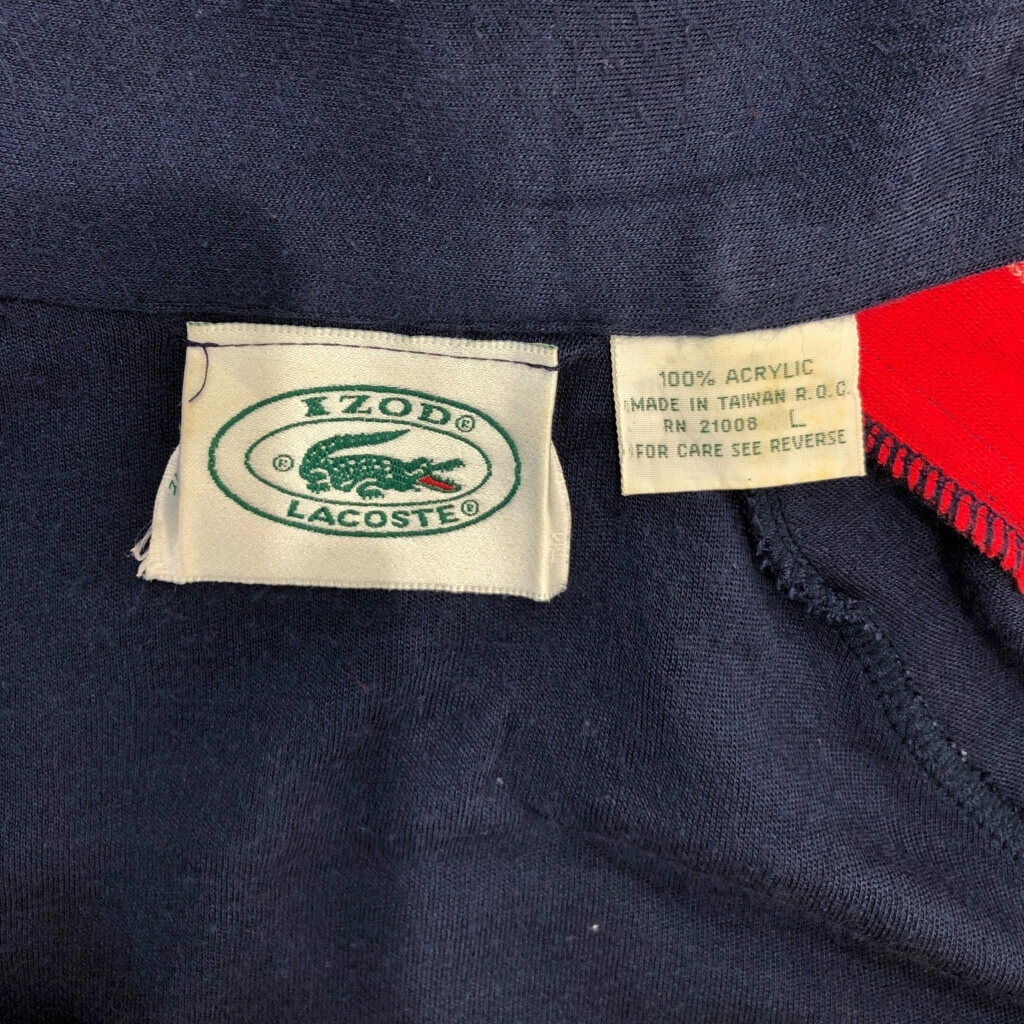 IZOD®
®
LACOSTE®
100% ACRYLIC
MADE IN TAIWAN R.O.C.
RN 21008 L
FOR CARE SEE REVERSE